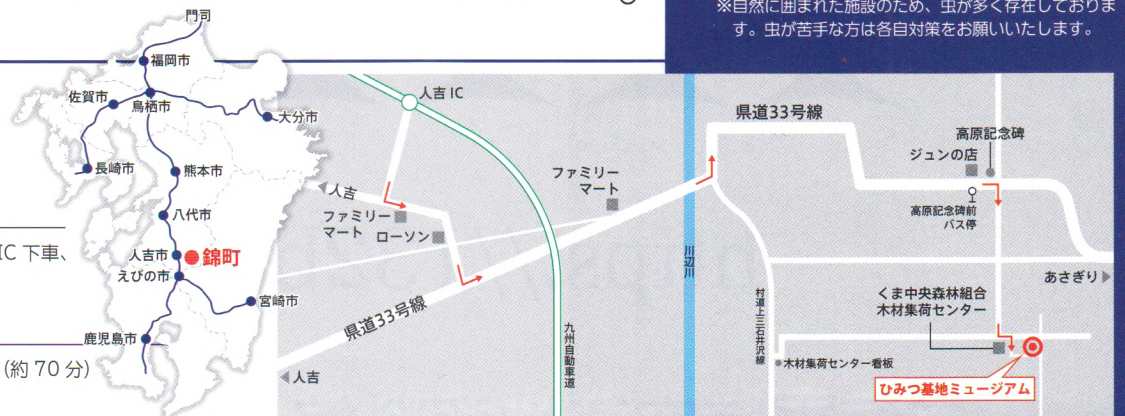 ※自然に囲まれた施設のため、虫が多く存在しておりま
す。虫が苦手な方は各自対策をお願いいたします。
門司
福岡市
佐賀市
鳥栖市
大分市
長崎市
熊本市
八代市
人吉市
錦町
えびの市
宮崎市
鹿児島市
IC 下車、
(約 70 分)
人吉 IC
人吉
ファミリー
マート
ローソン
ファミリー
マート
県道33号線
人吉
九州自動車道
川辺川
県道33号線
高原記念碑
ジュンの店
高原記念碑前
バス停
あさぎり
村道上三石井沢線
くま中央森林組合
木材集荷センター
木材集荷センター看板
ひみつ基地ミュージアム